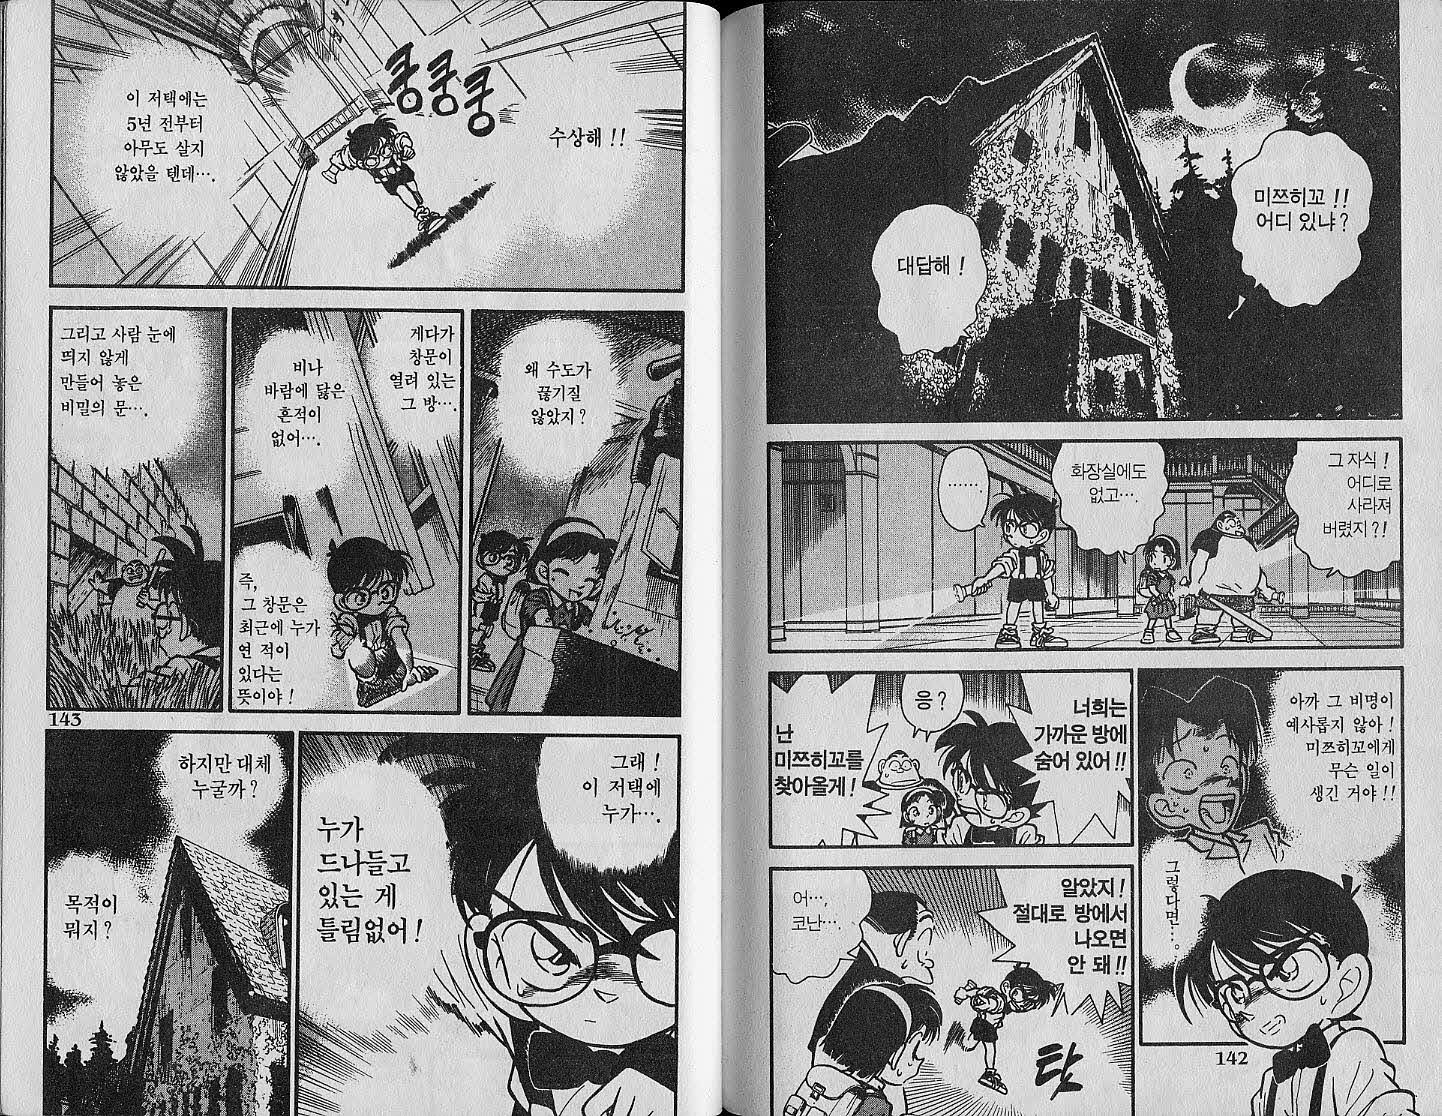 미쯔히꼬!!
어디 있냐?
대답해!
그 자식!
어디로
사라져
버렸지?!
화장실에도
없고….
…….
아까 그 비명이
예사롭지 않아!
미쯔히꼬에게
무슨 일이
생긴 거야!!
그렇다면….
너희는
가까운 방에
숨어 있어!!
응?
난
미쯔히꼬를
찾아올게!
알았지!
절대로 방에서
나오면
안 돼!!
어…,
코난….
탁
142
쿵쿵쿵
수상해!!
이 저택에는
5년 전부터
아무도 살지
않았을 텐데….
왜 수도가
끊기질
않았지?
게다가
창문이
열려 있는
그 방….
비나
바람에 닳은
흔적이
없어….
즉,
그 창문은
최근에 누가
연 적이
있다는
뜻이야!
그리고 사람 눈에
띄지 않게
만들어 놓은
비밀의 문….
143
그래!
이 저택에
누가….
누가
드나들고
있는 게
틀림없어!
하지만 대체
누굴까?
목적이
뭐지?